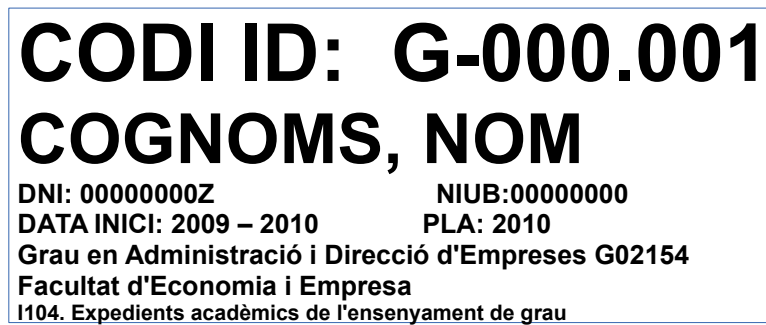 CODI ID: G-000.001
COGNOMS, NOM
DNI: 00000000Z NIUB:00000000
DATA INICI: 2009 – 2010 PLA: 2010
Grau en Administració i Direcció d'Empreses G02154
Facultat d'Economia i Empresa
I104. Expedients acadèmics de l'ensenyament de grau